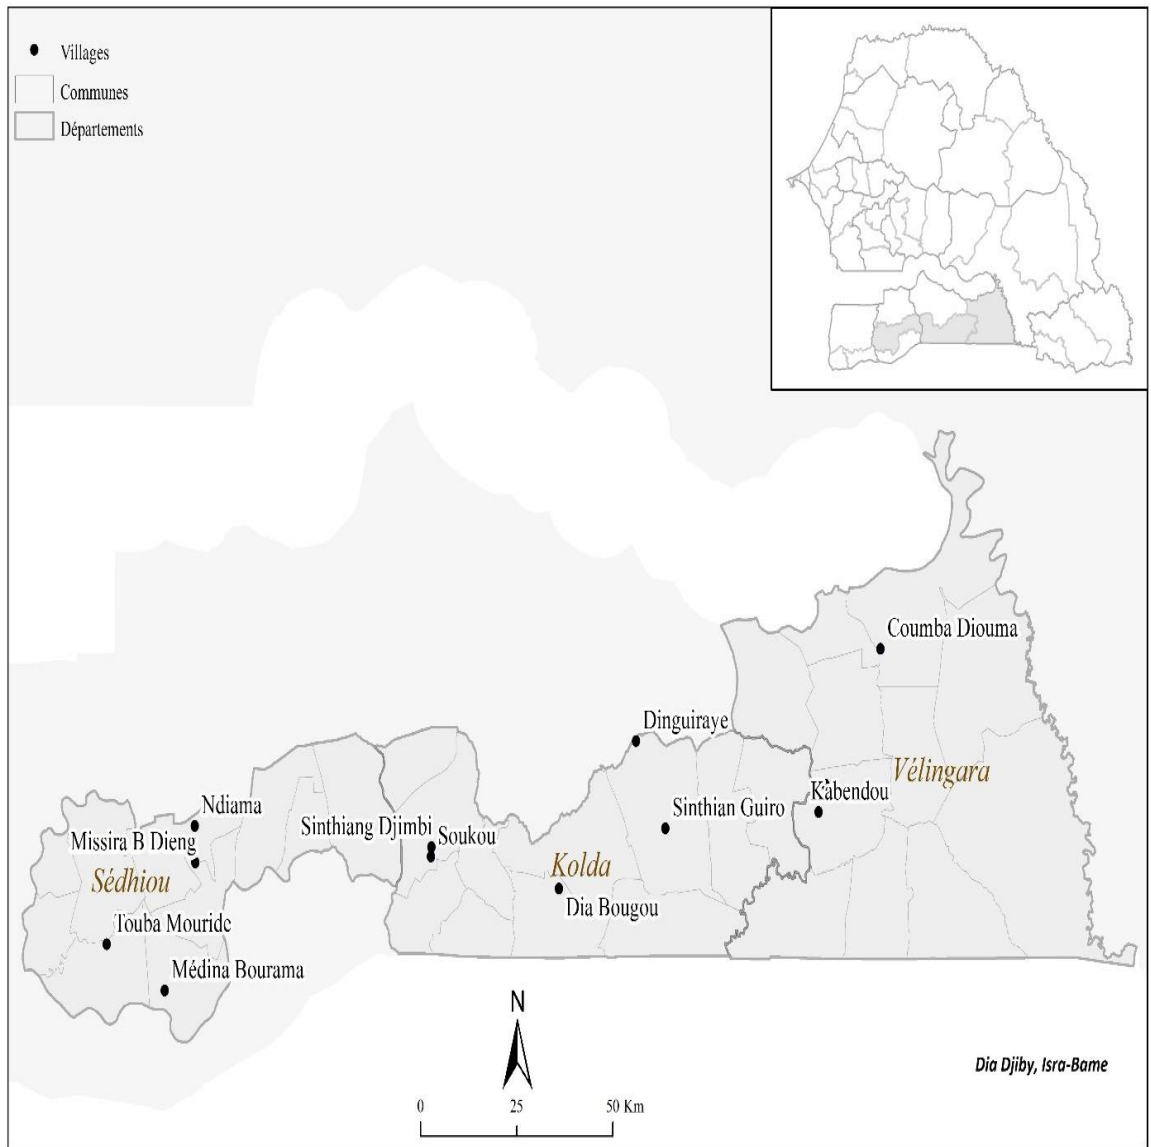 Villages
Communes
Départements
Coumba Diouma
Dinguiraye
Vélingara
Kabendou
Ndiama
Sinthian Guiro
Sinthiang Djimbi
Soukou
Missira B Dieng
Kolda
Sédhiou
Dia Bougou
Touba Mouride
Médina Bourama
N
Dia Djiby, Isra-Bame
0 25 50 Km